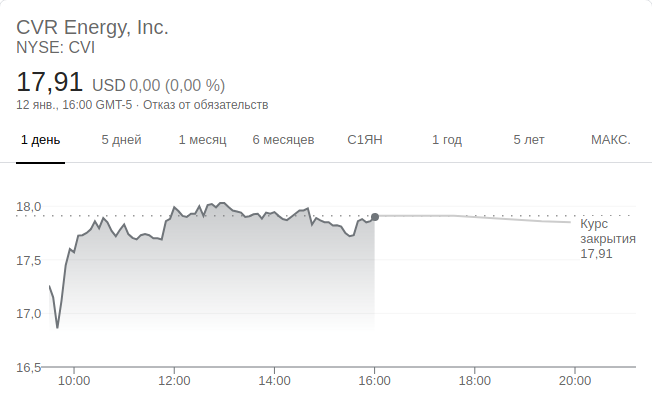 CVR Energy, Inc.
NYSE: CVI
17,91 USD 0,00 (0,00 %)
12 янв., 16:00 GMT-5 · Отказ от обязательств
1 день 5 дней 1 месяц 6 месяцев С1ЯН 1 год 5 лет МАКС.
18,0
17,5
17,0
16,5
Курс
закрытия
17,91
10:00 12:00 14:00 16:00 18:00 20:00